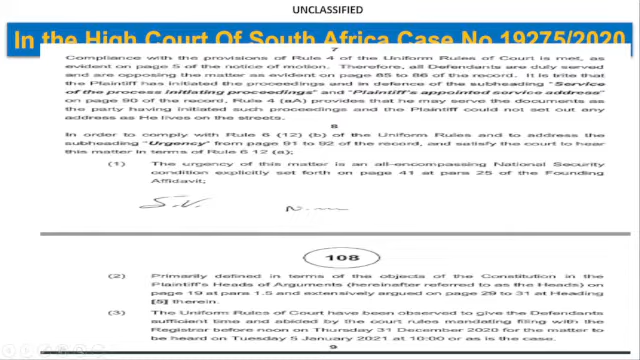 UNCLASSIFIED
In the High Court Of South Africa Case No 19275/2020
7
Compliance with the provisions of Rule 4 of the Uniform Rules of Court is met, as
evident on page 5 of the notice of motion. Therefore, all Defendants are duly served
and are opposing the matter as evident on page 85 to 86 of the record. It is trite that
the Plaintiff has initiated the proceedings and in defence of the subheading "Service
of the process initiating proceedings" and "Plaintiff's appointed service address"
on page 90 of the record, Rule 4 (aA) provides that he may serve the documents as
the party having initiated such proceedings and the Plaintiff could not set out any
address as He lives on the streets.
8
In order to comply with Rule 6 (12) (b) of the Uniform Rules and to address the
subheading "Urgency" from page 91 to 92 of the record, and satisfy the court to hear
this matter in terms of Rule 6 12 (a);
(1) The urgency of this matter is an all-encompassing National Security
condition explicitly set forth on page 41 at para 25 of the Founding
Affidavit;
S.V.
108
(2) Primarily defined in terms of the objects of the Constitution in the
Plaintiff's Heads of Arguments (hereinafter referred to as the Heads) on
page 19 at para 1.5 and extensively argued on page 29 to 31 at Heading
[5] therein.
(3) The Uniform Rules of Court have been observed to give the Defendants
sufficient time and abided by the court rules mandating filing with the
Registrar before noon on Thursday 31 December 2020 for the matter to
be heard on Tuesday 5 January 2021 at 10:00 or as is the case.
9